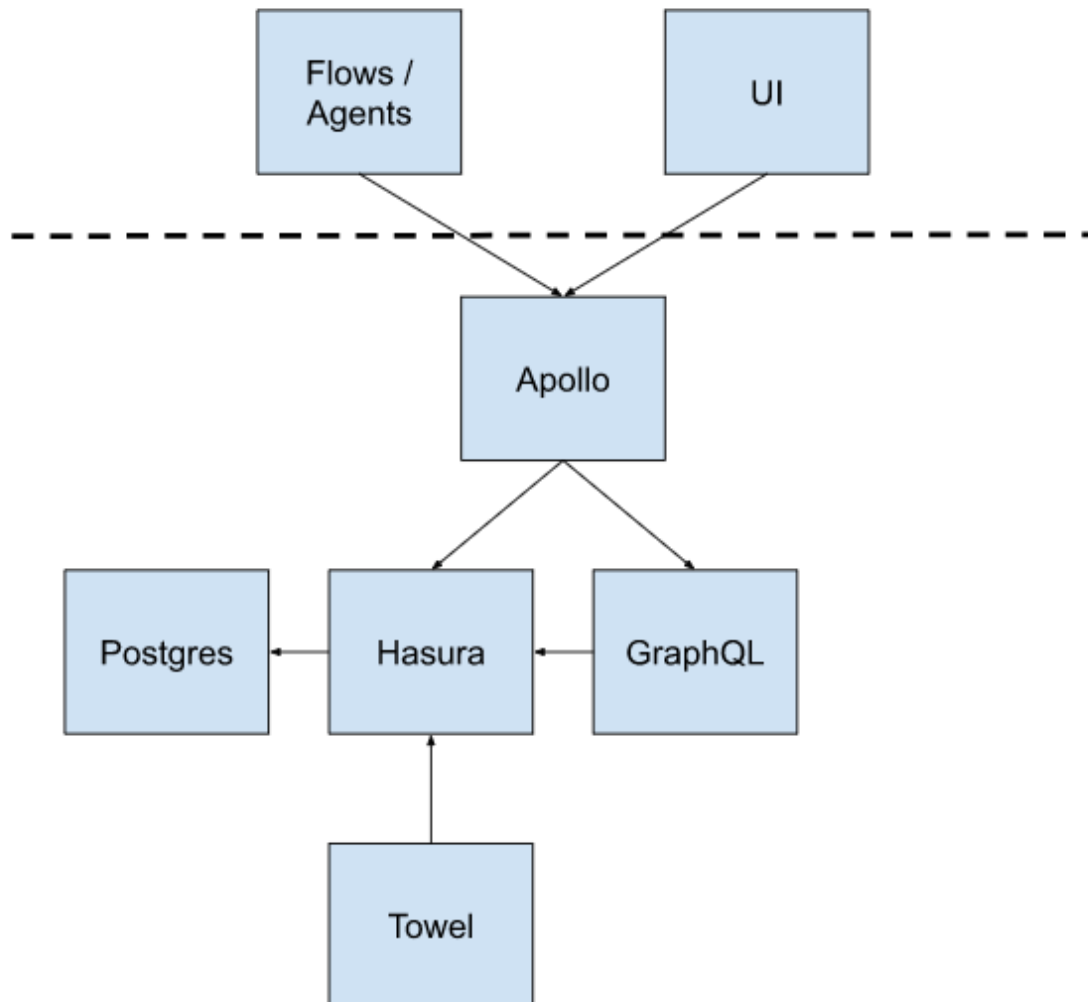 Flows /
Agents
UI
Apollo
Postgres
Hasura
GraphQL
Towel